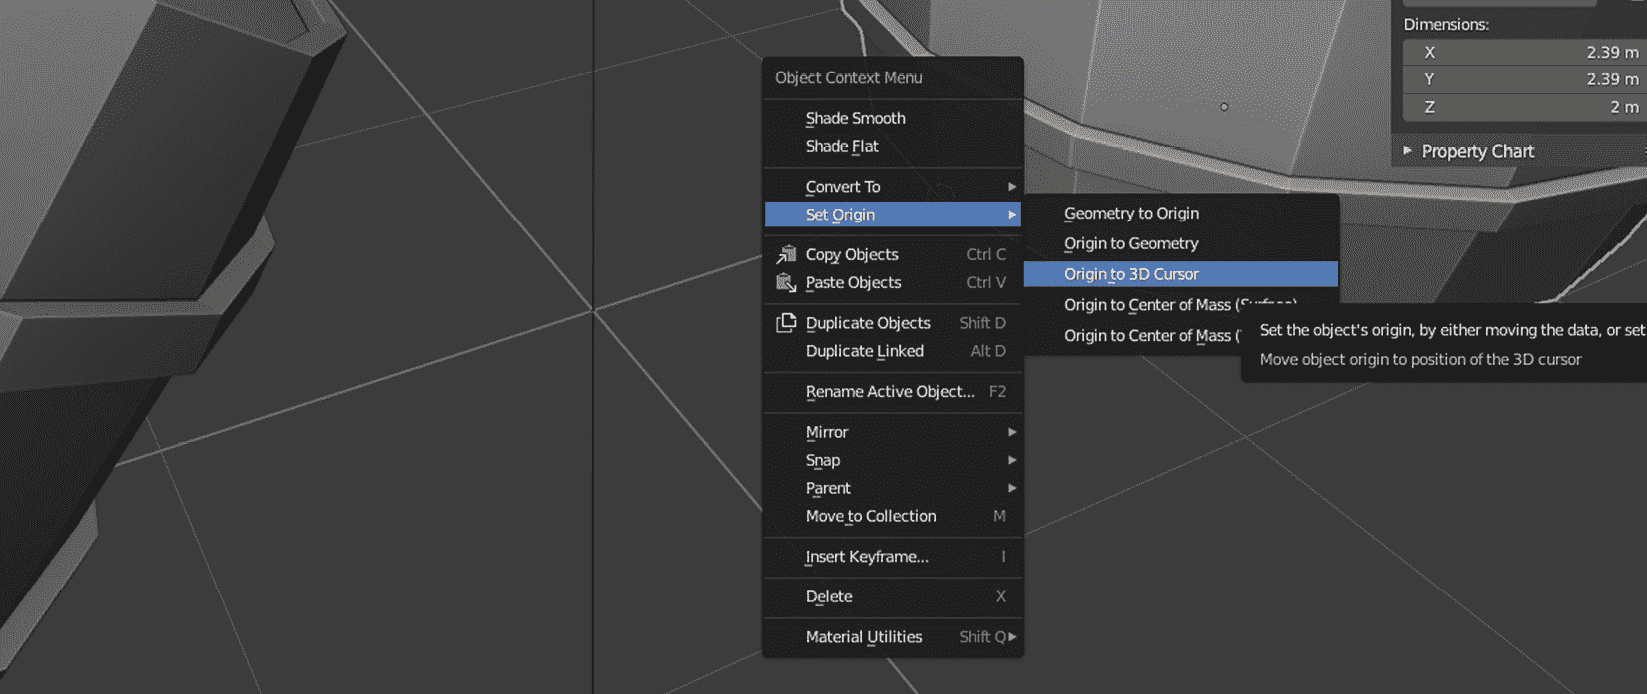 Dimensions:
X 2.39 m
Y 2.39 m
Z 2 m
Property Chart
Object Context Menu
Shade Smooth
Shade Flat
Convert To
Set Origin
Copy Objects Ctrl C
Paste Objects Ctrl V
Duplicate Objects Shift D
Duplicate Linked Alt D
Rename Active Object... F2
Mirror
Snap
Parent
Move to Collection M
Insert Keyframe... I
Delete X
Material Utilities Shift Q
Geometry to Origin
Origin to Geometry
Origin to 3D Cursor
Origin to Center of Mass (Surface)
Origin to Center of Mass (
Set the object's origin, by either moving the data, or set
Move object origin to position of the 3D cursor